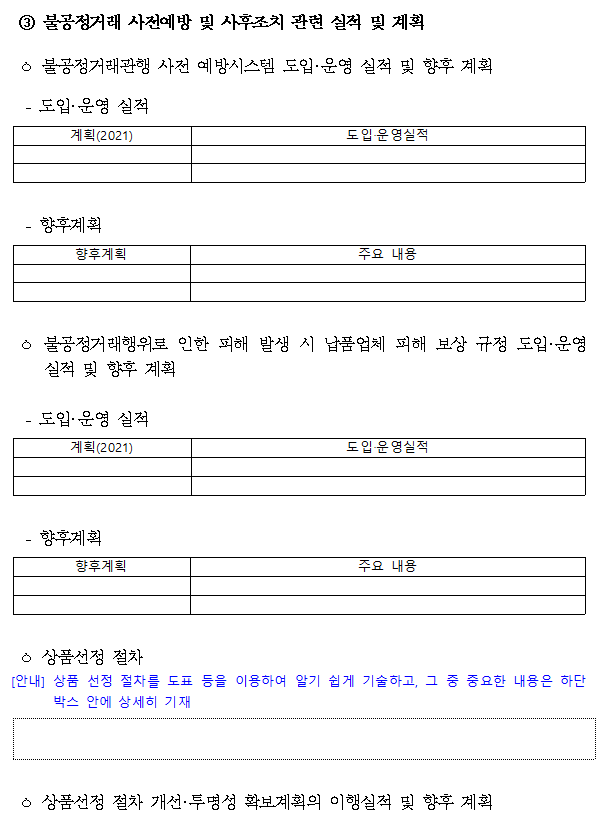 ③ 불공정거래 사전예방 및 사후조치 관련 실적 및 계획
ㅇ 불공정거래관행 사전 예방시스템 도입·운영 실적 및 향후 계획
- 도입·운영 실적
계획(2021) 도입·운영실적
- 향후계획
향후계획 주요 내용
ㅇ 불공정거래행위로 인한 피해 발생 시 납품업체 피해 보상 규정 도입·운영
실적 및 향후 계획
- 도입·운영 실적
계획(2021) 도입·운영실적
- 향후계획
향후계획 주요 내용
ㅇ 상품선정 절차
[안내] 상품 선정 절차를 도표 등을 이용하여 알기 쉽게 기술하고, 그 중 중요한 내용은 하단
박스 안에 상세히 기재
ㅇ 상품선정 절차 개선·투명성 확보계획의 이행실적 및 향후 계획